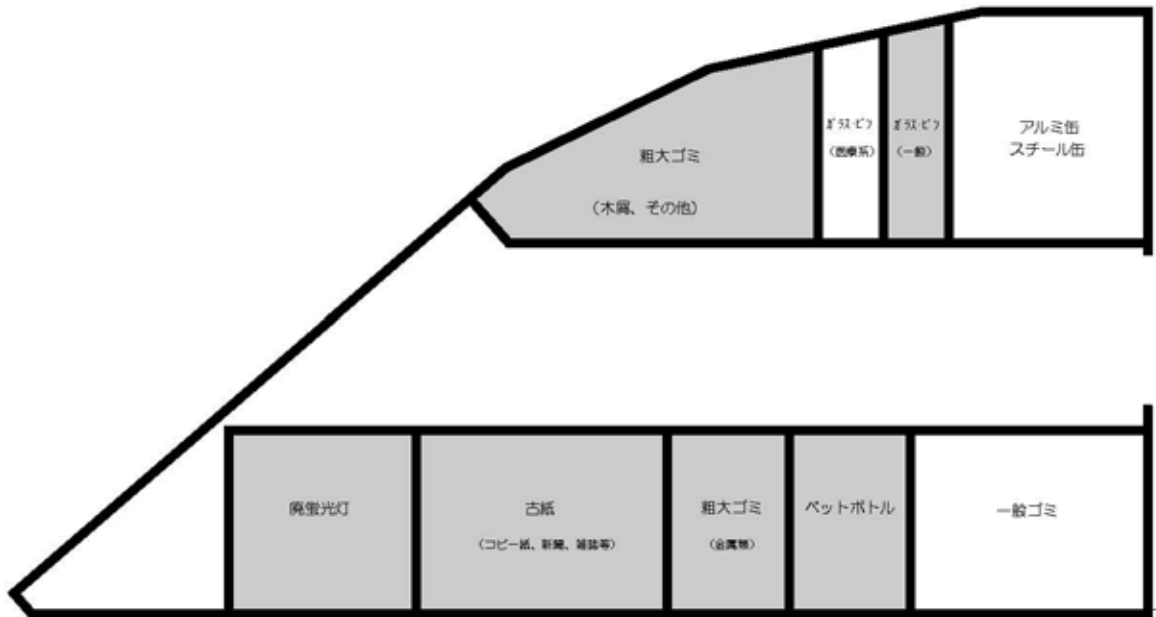 粗大ゴミ
（木屑、その他）
ｶﾞﾗｽ･ﾋﾞﾝ
（医療系）
ｶﾞﾗｽ･ﾋﾞﾝ
（一般）
アルミ缶
スチール缶
廃蛍光灯
古紙
（コピー紙、新聞、雑誌等）
粗大ゴミ
（金属類）
ペットボトル
一般ゴミ